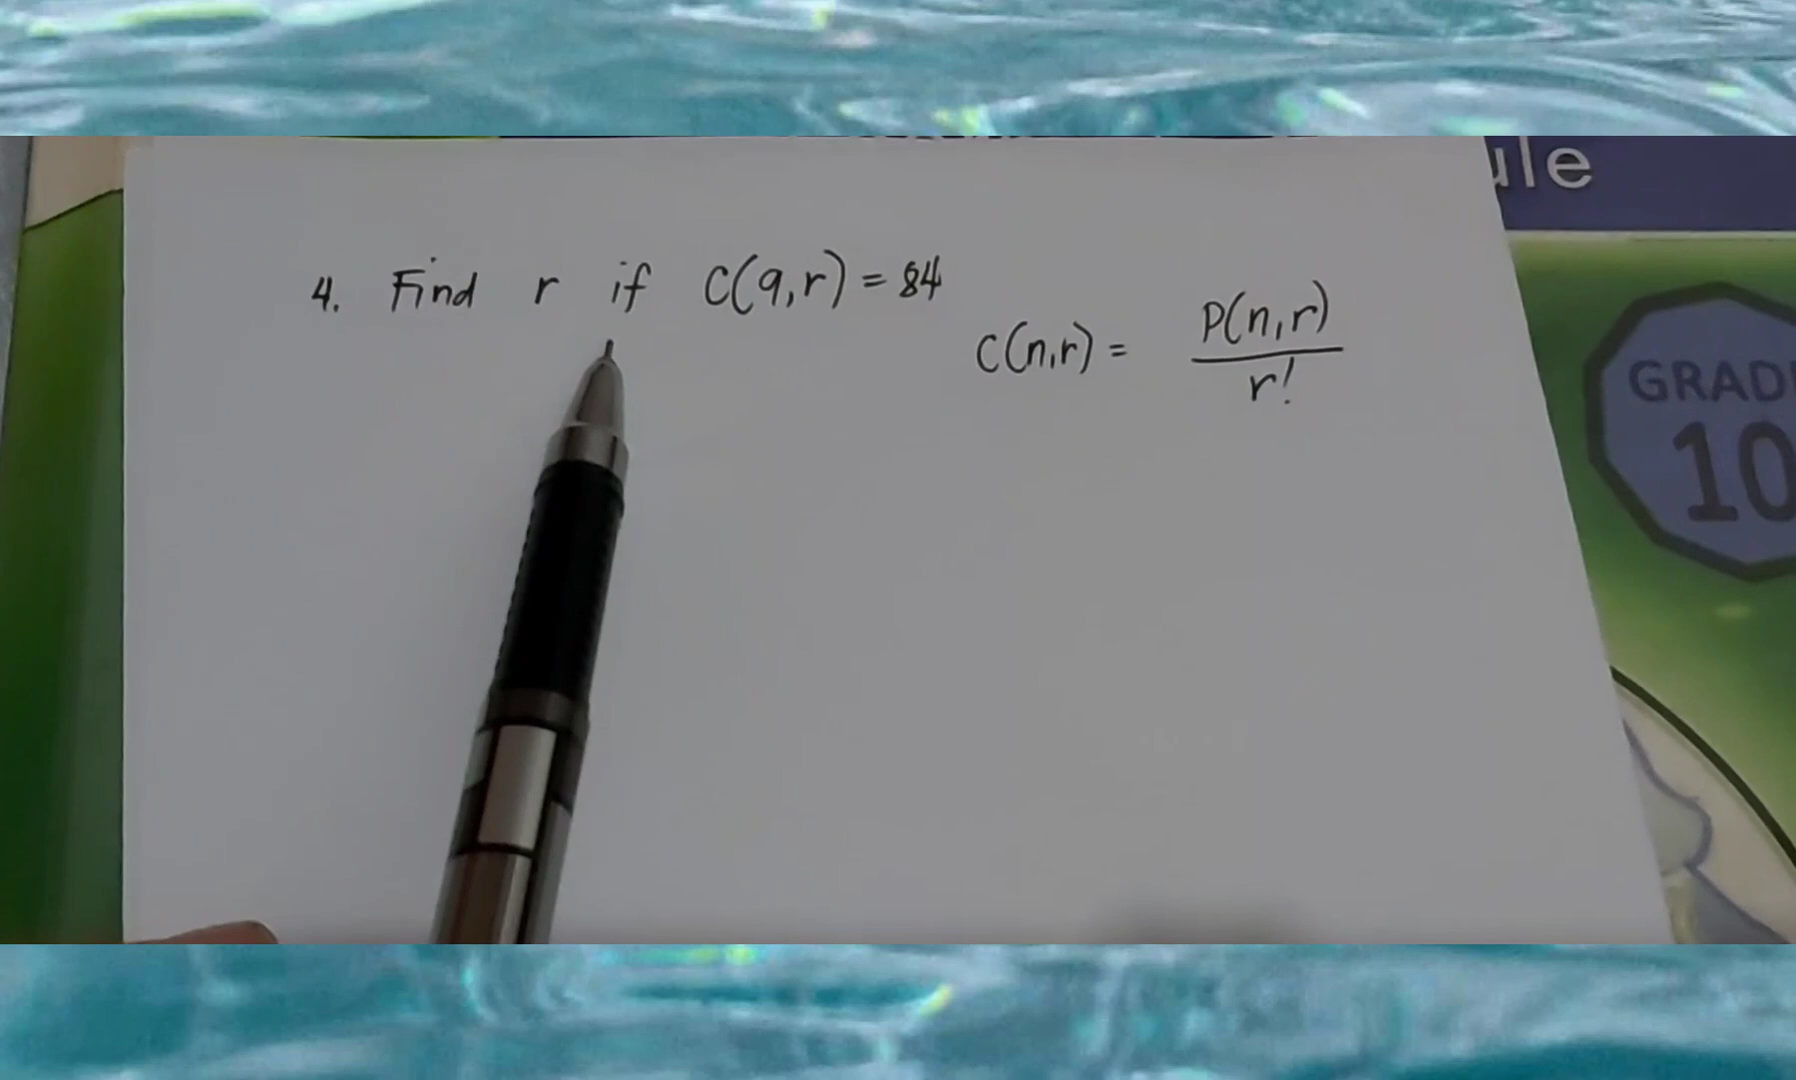 ule
4. Find r if C(9,r) = 84
C(n,r) = P(n,r)
r!
GRAD
10